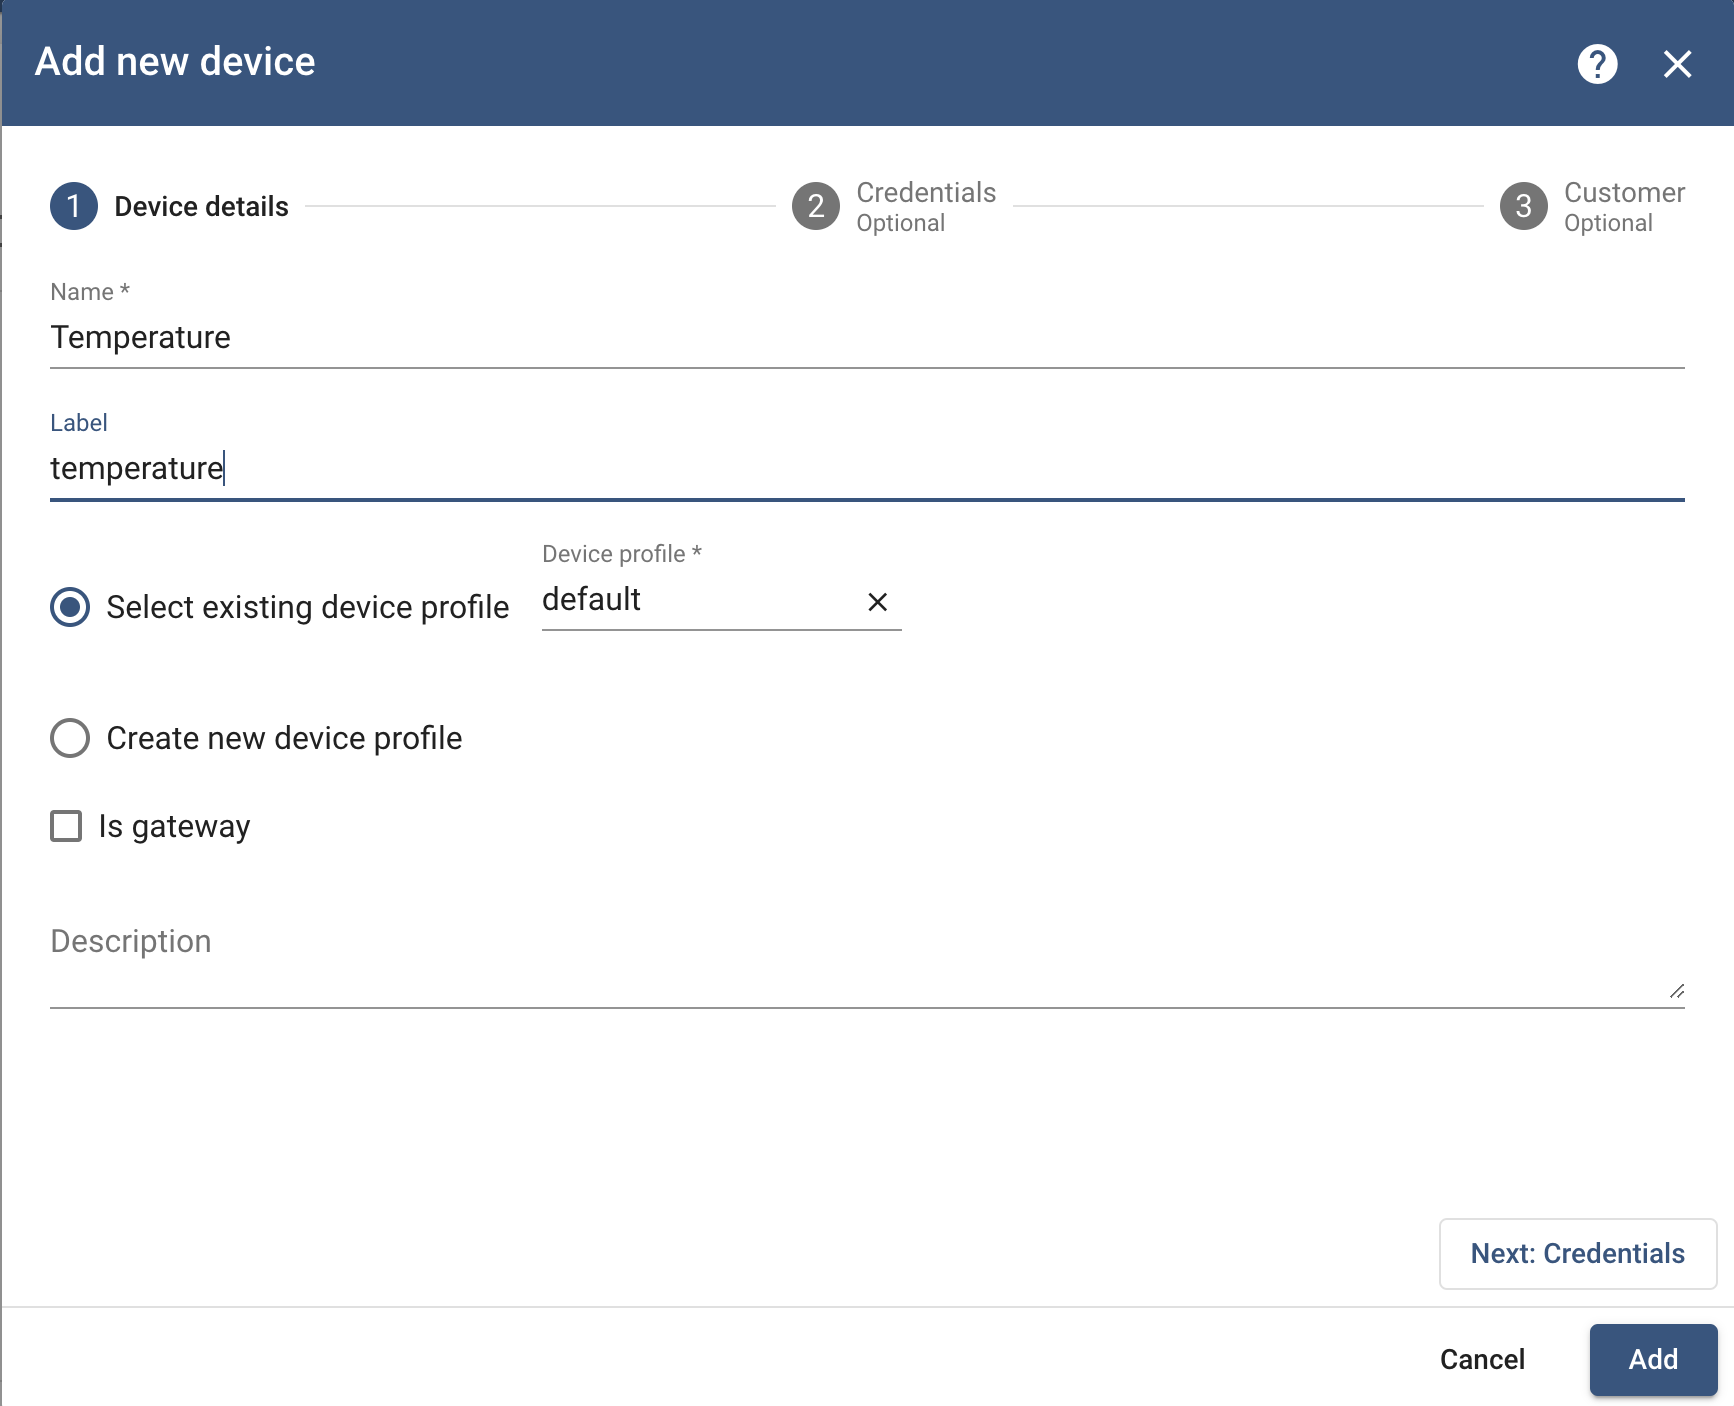 Add new device
?
1 Device details
2 Credentials
Optional
3 Customer
Optional
Name *
Temperature
Label
temperature
Device profile *
Select existing device profile default
Create new device profile
Is gateway
Description
Next: Credentials
Cancel Add